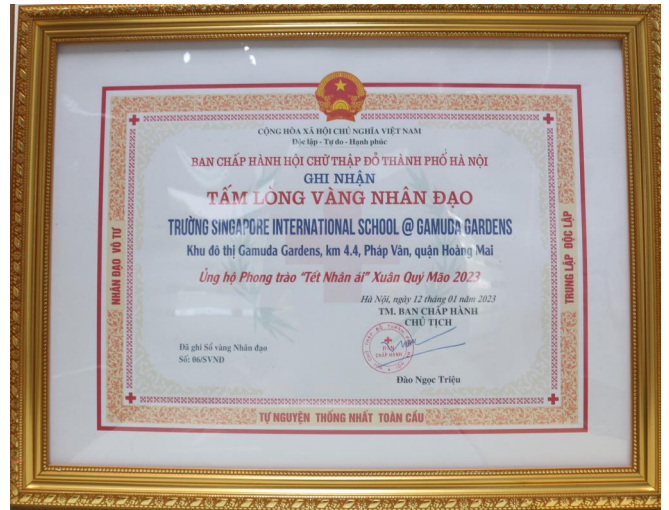 CỘNG HÒA XÃ HỘI CHỦ NGHĨA VIỆT NAM
Độc lập - Tự do - Hạnh phúc
BAN CHẤP HÀNH HỘI CHỮ THẬP ĐỎ THÀNH PHỐ HÀ NỘI
GHI NHẬN
TẤM LÒNG VÀNG NHÂN ĐẠO
TRƯỜNG SINGAPORE INTERNATIONAL SCHOOL @ GAMUDA GARDENS
Khu đô thị Gamuda Gardens, km 4.4, Pháp Vân, quận Hoàng Mai
Ủng hộ Phong trào "Tết Nhân ái" Xuân Quý Mão 2023
Hà Nội, ngày 12 tháng 01 năm 2023
TM. BAN CHẤP HÀNH
CHỦ TỊCH
BAN
CHẤP HÀNH
Đã ghi Sổ vàng Nhân đạo
Số: 06/SVNĐ
Đào Ngọc Triệu
NHÂN ĐẠO VÔ TƯ
TRUNG LẬP ĐỘC LẬP
TỰ NGUYỆN THỐNG NHẤT TOÀN CẦU